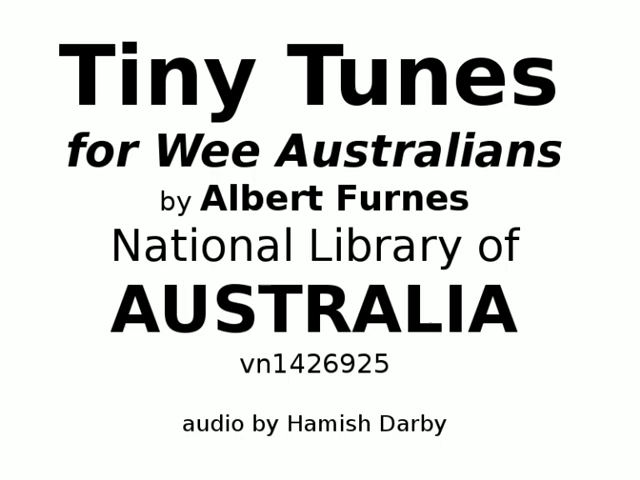 Tiny Tunes
for Wee Australians
by Albert Furnes
National Library of
AUSTRALIA
vn1426925
audio by Hamish Darby